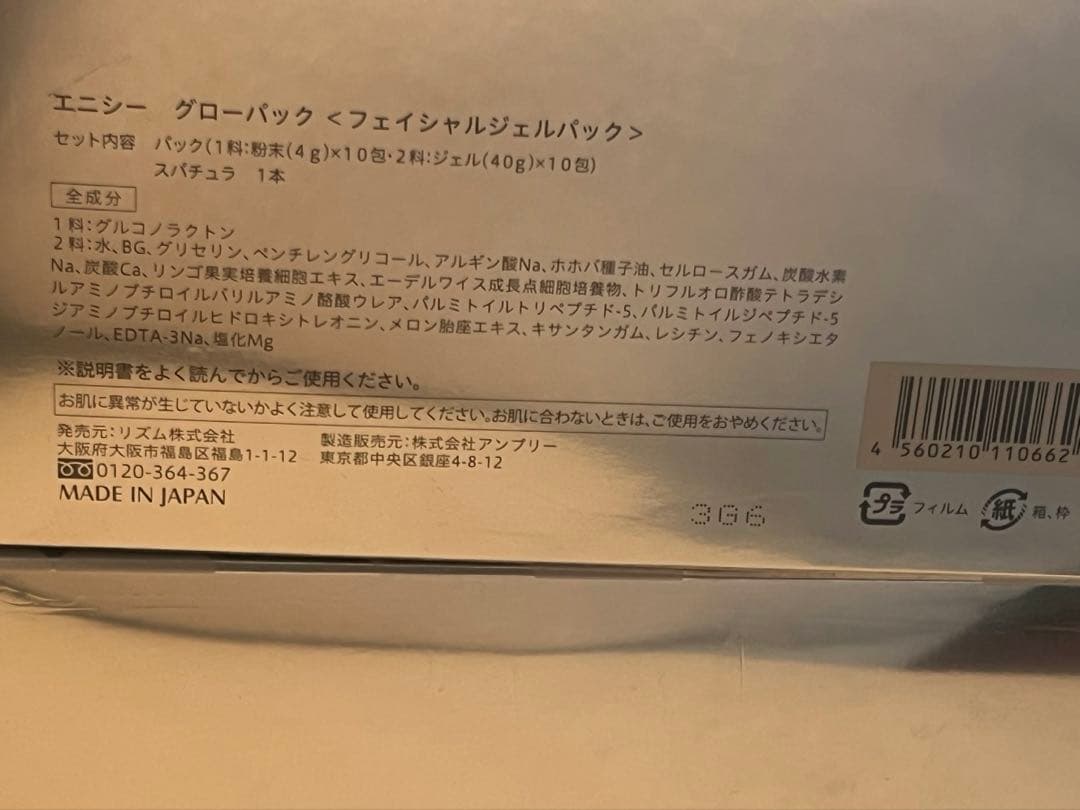 エニシー グローパック <フェイシャルジェルパック>
セット内容 パック(1料:粉末(4g)×10包・2料:ジェル(40g)×10包)
スパチュラ 1本
全成分
1料:グルコノラクトン
2料:水、BG、グリセリン、ペンチレングリコール、アルギン酸Na、ホホバ種子油、セルロースガム、炭酸水素
Na、炭酸Ca、リンゴ果実培養細胞エキス、エーデルワイス成長点細胞培養物、トリフルオロ酢酸テトラデシ
ルアミノブチロイルバリルアミノ酪酸ウレア、パルミトイルトリペプチド-5、パルミトイルジペプチド-5
ジアミノブチロイルヒドロキシトレオニン、メロン胎座エキス、キサンタンガム、レシチン、フェノキシエタ
ノール、EDTA-3Na、塩化Mg
※説明書をよく読んでからご使用ください。
お肌に異常が生じていないかよく注意して使用してください。お肌に合わないときは、ご使用をおやめください。
発売元:リズム株式会社
大阪府大阪市福島区福島1-1-12
0120-364-367
MADE IN JAPAN
製造販売元:株式会社アンプリー
東京都中央区銀座4-8-12
3G6
4 560210 110662
プラ フィルム 紙 箱、枠